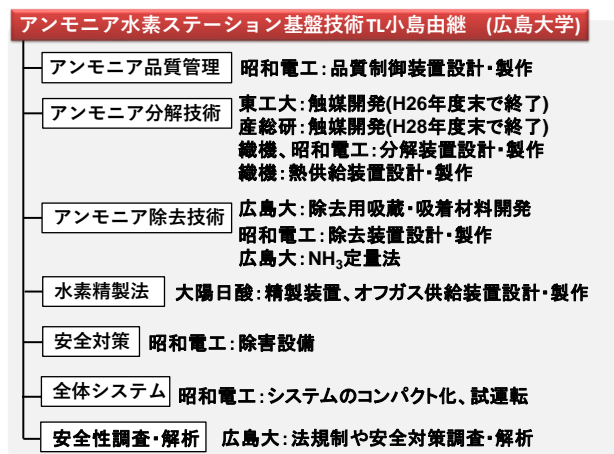 アンモニア水素ステーション基盤技術TL小島由継 (広島大学)
アンモニア品質管理 昭和電工:品質制御装置設計・製作
アンモニア分解技術 東工大:触媒開発(H26年度末で終了)
産総研:触媒開発(H28年度末で終了)
織機、昭和電工:分解装置設計・製作
織機:熱供給装置設計・製作
アンモニア除去技術 広島大:除去用吸蔵・吸着材料開発
昭和電工:除去装置設計・製作
広島大:NH₃定量法
水素精製法 大陽日酸:精製装置、オフガス供給装置設計・製作
安全対策 昭和電工:除害設備
全体システム 昭和電工:システムのコンパクト化、試運転
安全性調査・解析 広島大:法規制や安全対策調査・解析